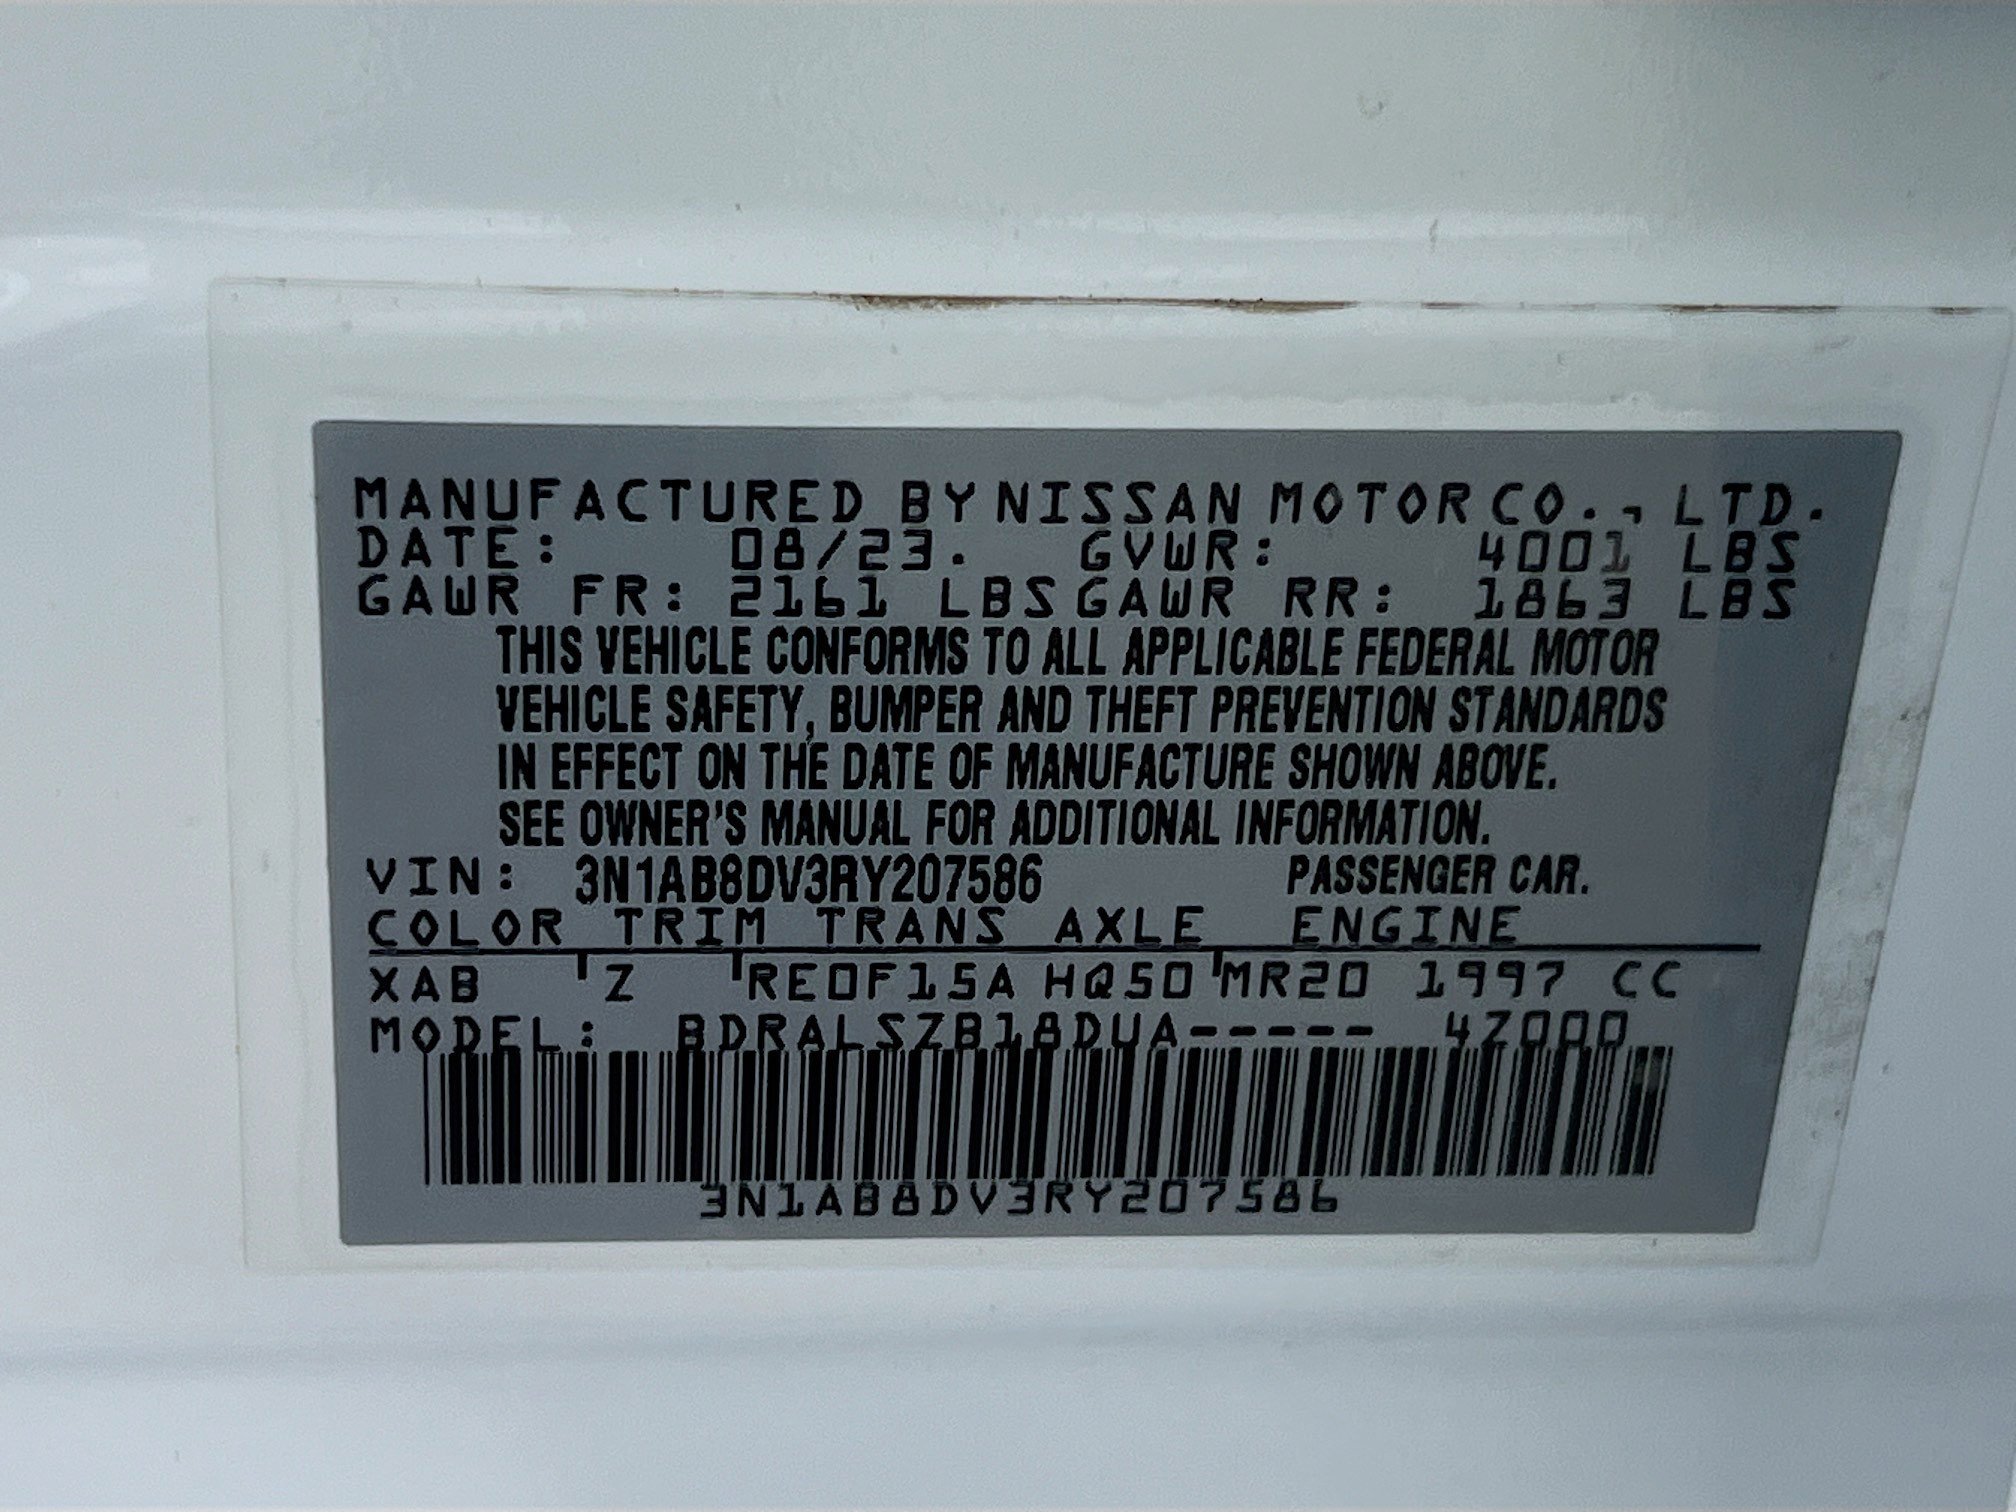 MANUFACTURED BY NISSAN MOTOR CO., LTD.
DATE: 08/23. GVWR: 4001 LBS
GAWR FR: 2161 LBS GAWR RR: 1863 LBS
THIS VEHICLE CONFORMS TO ALL APPLICABLE FEDERAL MOTOR
VEHICLE SAFETY, BUMPER AND THEFT PREVENTION STANDARDS
IN EFFECT ON THE DATE OF MANUFACTURE SHOWN ABOVE.
SEE OWNER'S MANUAL FOR ADDITIONAL INFORMATION.
VIN: 3N1AB8DV3RY207586 PASSENGER CAR.
COLOR TRIM TRANS AXLE ENGINE
XAB Z RE0F15A HQ50 MR20 1997 CC
MODEL: BDRALSZB18DUA----- 4Z000
3N1AB8DV3RY207586